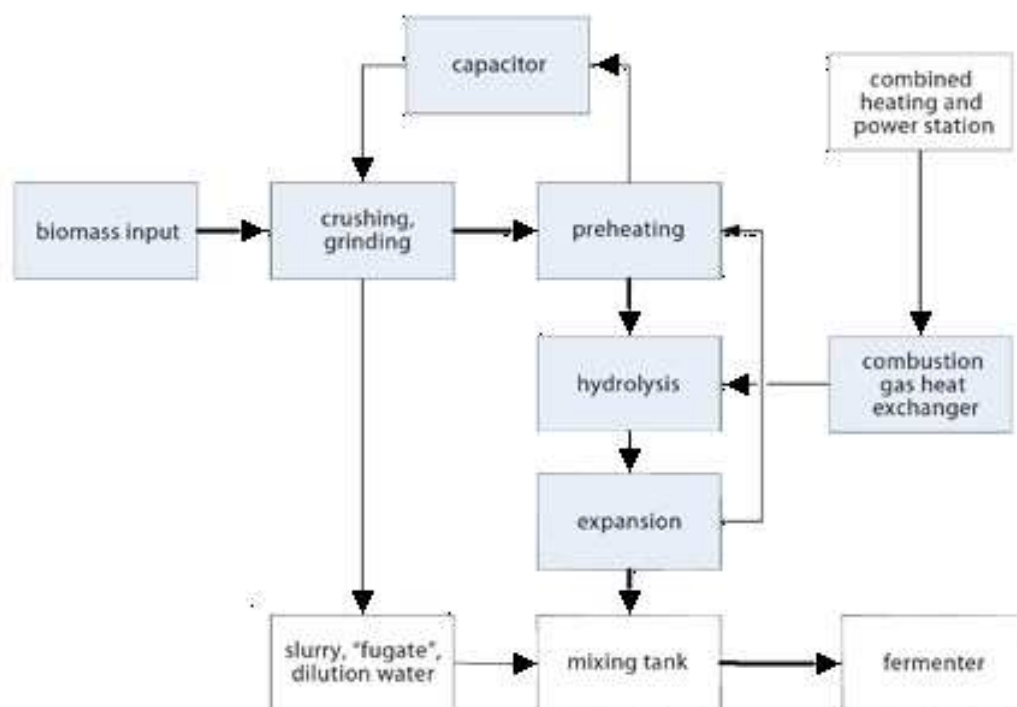 capacitor
combined
heating and
power station
biomass input
crushing,
grinding
preheating
hydrolysis
combustion
gas heat
exchanger
expansion
slurry, "fugate",
dilution water
mixing tank
fermenter